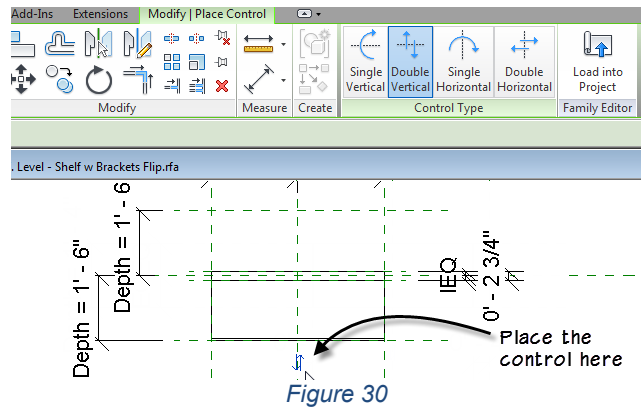 Add-Ins Extensions Modify | Place Control
Single Vertical
Double Vertical
Single Horizontal
Double Horizontal
Load into Project
Modify
Measure
Create
Control Type
Family Editor
. Level - Shelf w Brackets Flip.rfa
Depth = 1' - 6"
Depth = 1' - 6
EQ
0' - 2 3/4"
Place the
control here
Figure 30